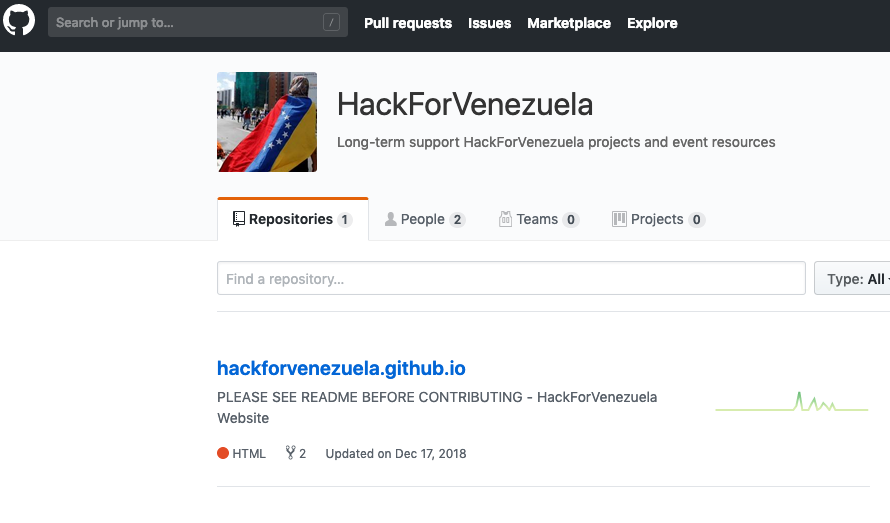 Search or jump to... /
Pull requests Issues Marketplace Explore
HackForVenezuela
Long-term support HackForVenezuela projects and event resources
Repositories 1 People 2 Teams 0 Projects 0
Find a repository... Type: All
hackforvenezuela.github.io
PLEASE SEE README BEFORE CONTRIBUTING - HackForVenezuela
Website
HTML 2 Updated on Dec 17, 2018